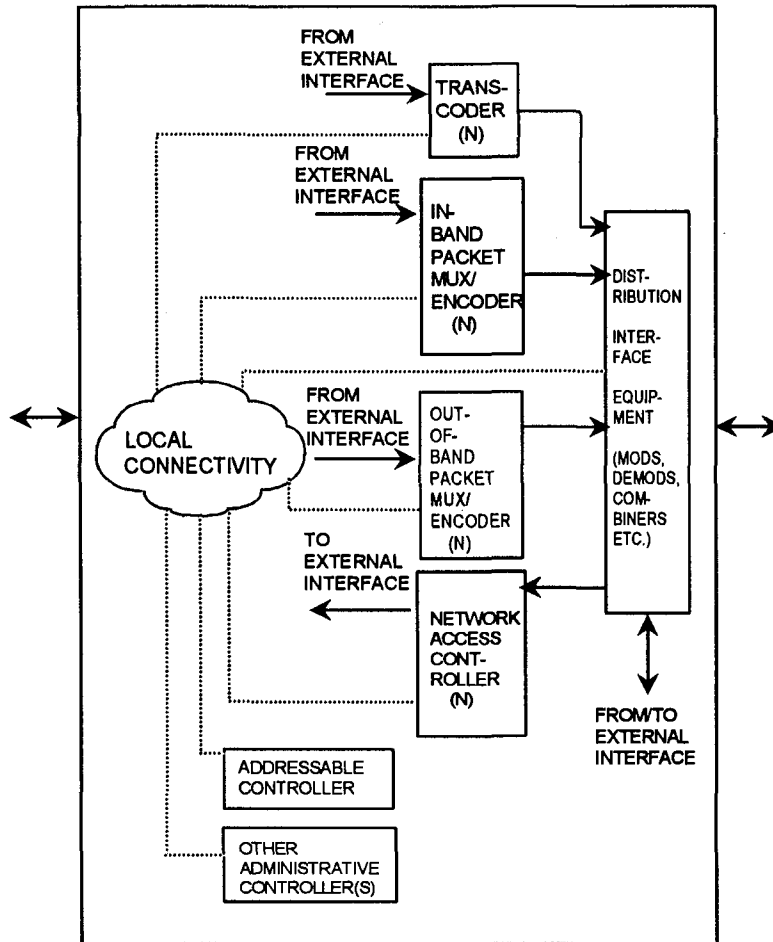 FROM
EXTERNAL
INTERFACE
TRANS-
CODER
(N)
FROM
EXTERNAL
INTERFACE
IN-
BAND
PACKET
MUX/
ENCODER
(N)
DIST-
RIBUTION
INTER-
FACE
EQUIP-
MENT
(MODS,
DEMODS,
COM-
BINERS
ETC.)
LOCAL
CONNECTIVITY
FROM
EXTERNAL
INTERFACE
OUT-
OF-
BAND
PACKET
MUX/
ENCODER
(N)
TO
EXTERNAL
INTERFACE
NETWORK
ACCESS
CONT-
ROLLER
(N)
FROM/TO
EXTERNAL
INTERFACE
ADDRESSABLE
CONTROLLER
OTHER
ADMINISTRATIVE
CONTROLLER(S)